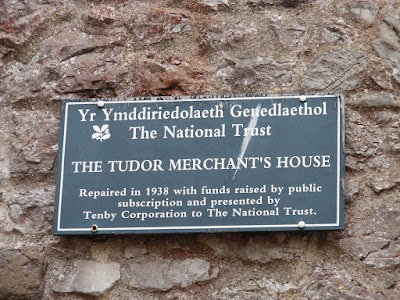 Yr Ymddiriedolaeth Genedlaethol
The National Trust
THE TUDOR MERCHANT'S HOUSE
Repaired in 1938 with funds raised by public
subscription and presented by
Tenby Corporation to The National Trust.